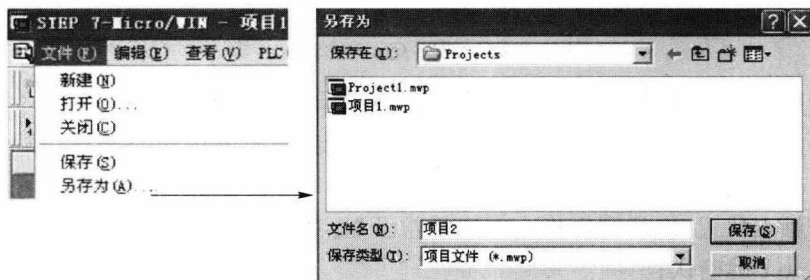 STEP 7-Micro/WIN - 项目1
文件(F) 编辑(E) 查看(V) PLC
新建(N)
打开(O)...
关闭(C)
保存(S)
另存为(A)...
另存为
保存在(I): Projects
Project1.mwp
项目1.mwp
文件名(N): 项目2 保存(S)
保存类型(T): 项目文件 (*.mwp) 取消